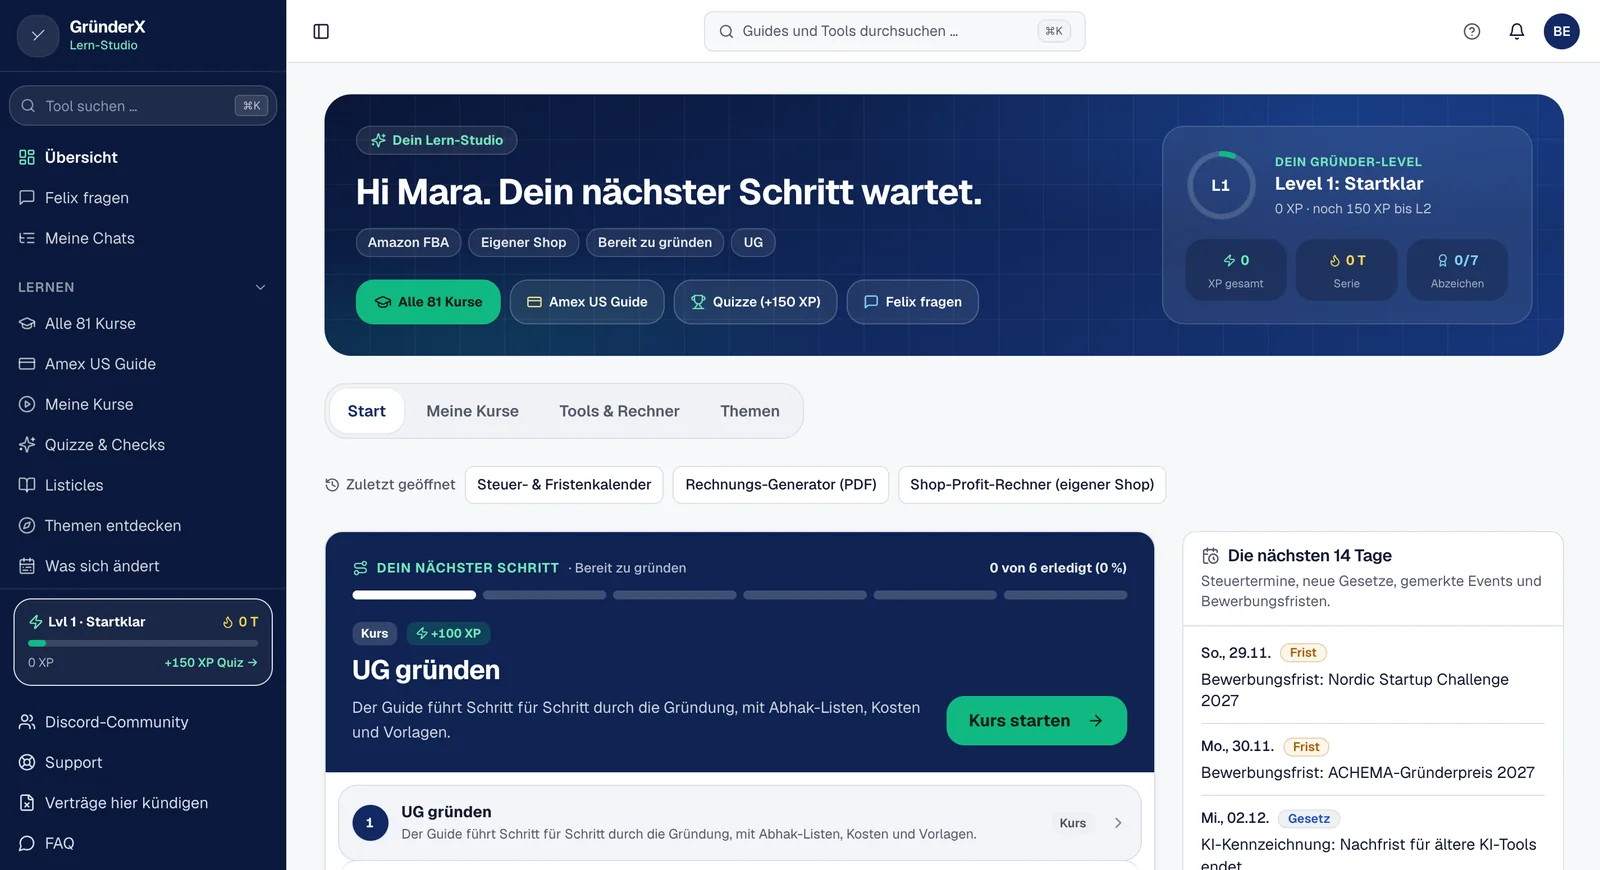 GründerX
Lern-Studio
Tool suchen ...
⌘K
Übersicht
Felix fragen
Meine Chats
LERNEN
Alle 81 Kurse
Amex US Guide
Meine Kurse
Quizze & Checks
Listicles
Themen entdecken
Was sich ändert
Lvl 1 · Startklar
0 T
0 XP
+150 XP Quiz →
Discord-Community
Support
Verträge hier kündigen
FAQ
Guides und Tools durchsuchen ...
⌘K
BE
Dein Lern-Studio
Hi Mara. Dein nächster Schritt wartet.
Amazon FBA
Eigener Shop
Bereit zu gründen
UG
Alle 81 Kurse
Amex US Guide
Quizze (+150 XP)
Felix fragen
L1
DEIN GRÜNDER-LEVEL
Level 1: Startklar
0 XP · noch 150 XP bis L2
0
XP gesamt
0 T
Serie
0/7
Abzeichen
Start
Meine Kurse
Tools & Rechner
Themen
Zuletzt geöffnet
Steuer- & Fristenkalender
Rechnungs-Generator (PDF)
Shop-Profit-Rechner (eigener Shop)
DEIN NÄCHSTER SCHRITT · Bereit zu gründen
0 von 6 erledigt (0 %)
Kurs
+100 XP
UG gründen
Der Guide führt Schritt für Schritt durch die Gründung, mit Abhak-Listen, Kosten
und Vorlagen.
Kurs starten →
1
UG gründen
Der Guide führt Schritt für Schritt durch die Gründung, mit Abhak-Listen, Kosten und Vorlagen.
Kurs
Die nächsten 14 Tage
Steuertermine, neue Gesetze, gemerkte Events und
Bewerbungsfristen.
So., 29.11.
Frist
Bewerbungsfrist: Nordic Startup Challenge
2027
Mo., 30.11.
Frist
Bewerbungsfrist: ACHEMA-Gründerpreis 2027
Mi., 02.12.
Gesetz
KI-Kennzeichnung: Nachfrist für ältere KI-Tools
endet